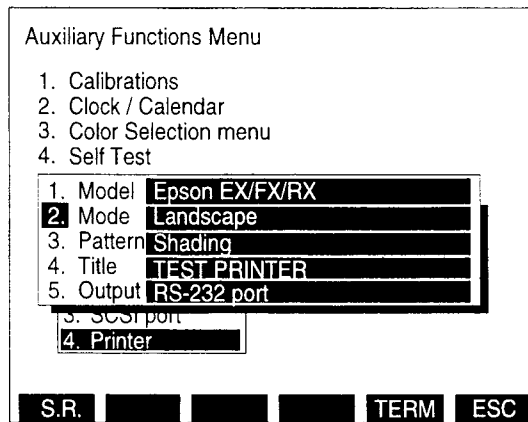 Auxiliary Functions Menu
1. Calibrations
2. Clock / Calendar
3. Color Selection menu
4. Self Test
1. Model Epson EX/FX/RX
2. Mode Landscape
3. Pattern Shading
4. Title TEST PRINTER
5. Output RS-232 port
3. SCSI port
4. Printer
S.R. TERM ESC